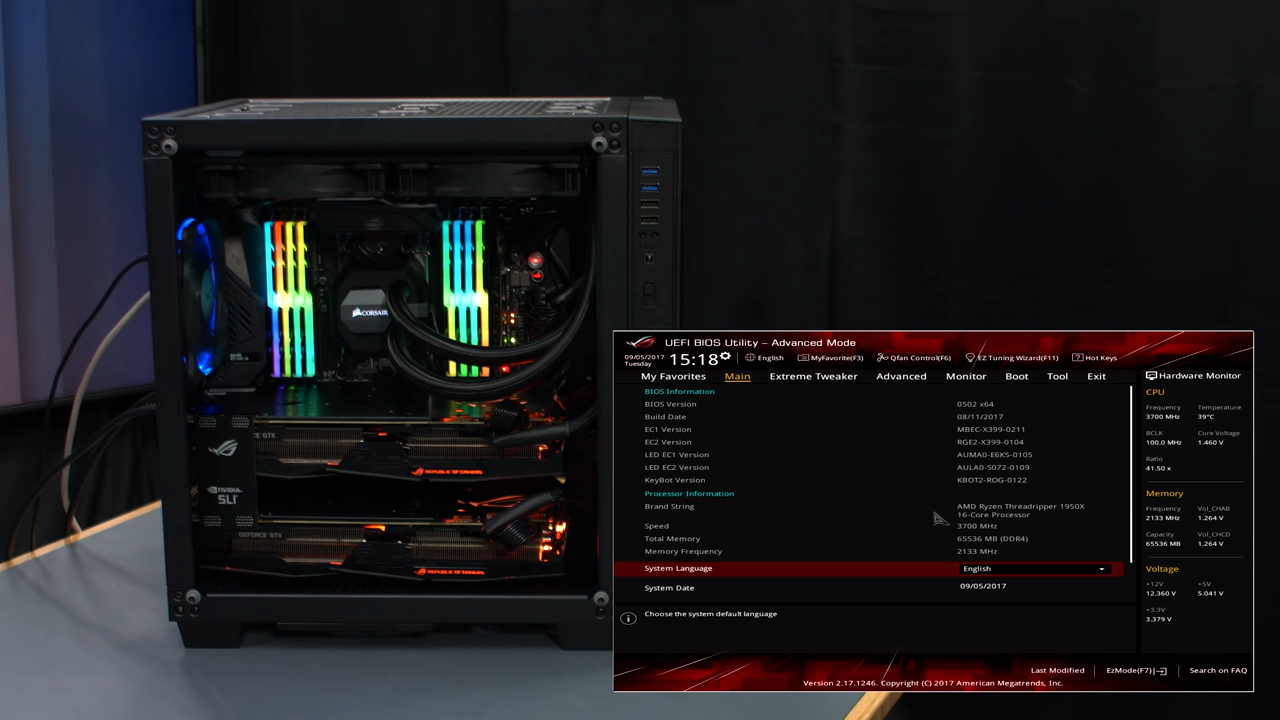 CORSAIR
GTX
REPUBLIC OF GAMERS
NVIDIA.
SLI
GEFORCE GTX
REPUBLIC OF GAMERS
UEFI BIOS Utility – Advanced Mode
09/05/2017
Tuesday
15:18
English
MyFavorite(F3)
Qfan Control(F6)
EZ Tuning Wizard(F11)
? Hot Keys
My Favorites Main Extreme Tweaker Advanced Monitor Boot Tool Exit
BIOS Information
BIOS Version 0502 x64
Build Date 08/11/2017
EC1 Version MBEC-X399-0211
EC2 Version RGE2-X399-0104
LED EC1 Version AUMA0-E6K5-0105
LED EC2 Version AULA0-S072-0109
KeyBot Version KBOT2-ROG-0122
Processor Information
Brand String AMD Ryzen Threadripper 1950X
16-Core Processor
Speed 3700 MHz
Total Memory 65536 MB (DDR4)
Memory Frequency 2133 MHz
System Language English
System Date 09/05/2017
i Choose the system default language
Hardware Monitor
CPU
Frequency Temperature
3700 MHz 39°C
BCLK Core Voltage
100.0 MHz 1.460 V
Ratio
41.50 x
Memory
Frequency Vol_CHAB
2133 MHz 1.264 V
Capacity Vol_CHCD
65536 MB 1.264 V
Voltage
+12V +5V
12.360 V 5.041 V
+3.3V
3.379 V
Last Modified EzMode(F7) Search on FAQ
Version 2.17.1246. Copyright (C) 2017 American Megatrends, Inc.